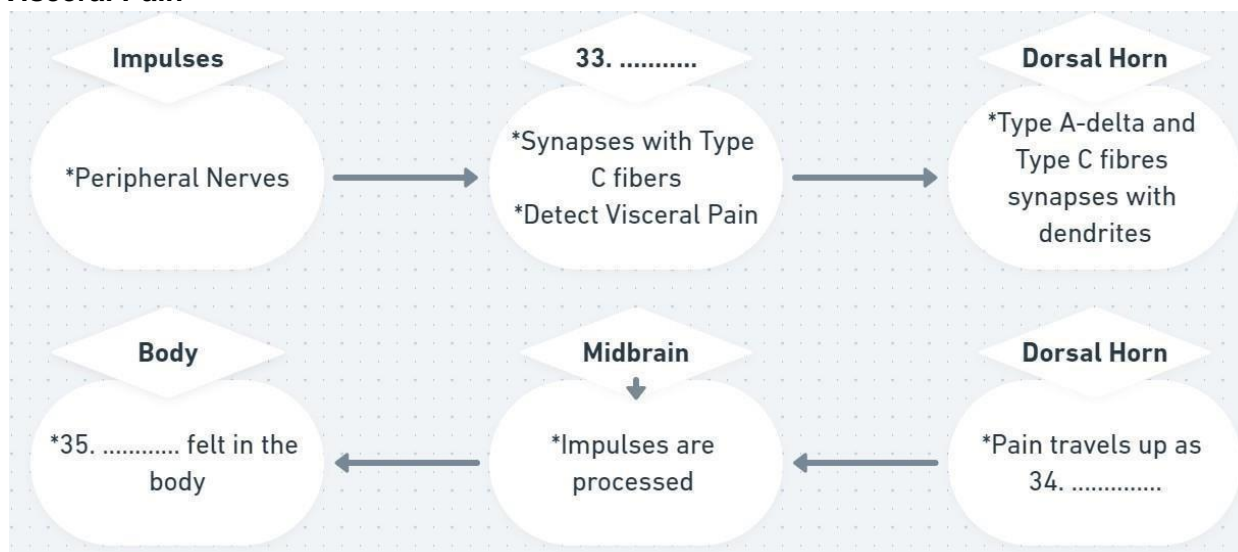 Visceral Pain
Impulses
*Peripheral Nerves
33. ...........
*Synapses with Type
C fibers
*Detect Visceral Pain
Dorsal Horn
*Type A-delta and
Type C fibres
synapses with
dendrites
Body
*35. ............ felt in the
body
Midbrain
*Impulses are
processed
Dorsal Horn
*Pain travels up as
34. ..............